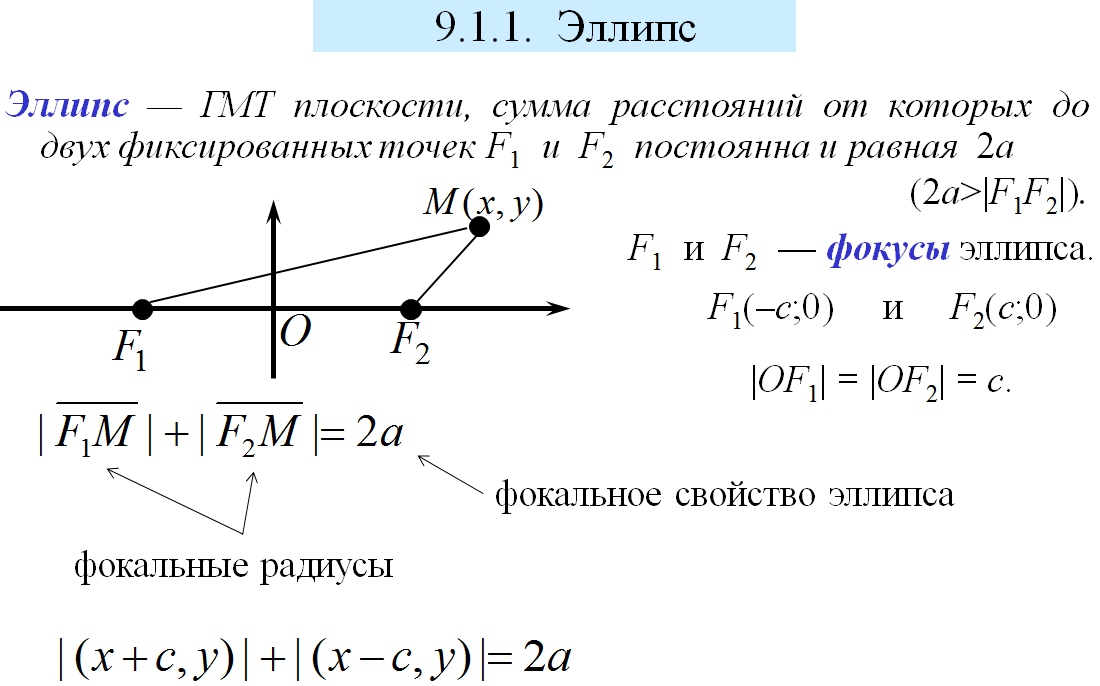 9.1.1. Эллипс
Эллипс — ГМТ плоскости, сумма расстояний от которых до
двух фиксированных точек F₁ и F₂ постоянна и равная 2a
(2a>|F₁F₂|).
M(x, y)
F₁ и F₂ — фокусы эллипса.
F₁(–c;0) и F₂(c;0)
F₁ O F₂
|OF₁| = |OF₂| = c.
| F̅₁̅M̅ | + | F̅₂̅M̅ |= 2a
фокальное свойство эллипса
фокальные радиусы
| (x + c, y) | + | (x − c, y) |= 2a